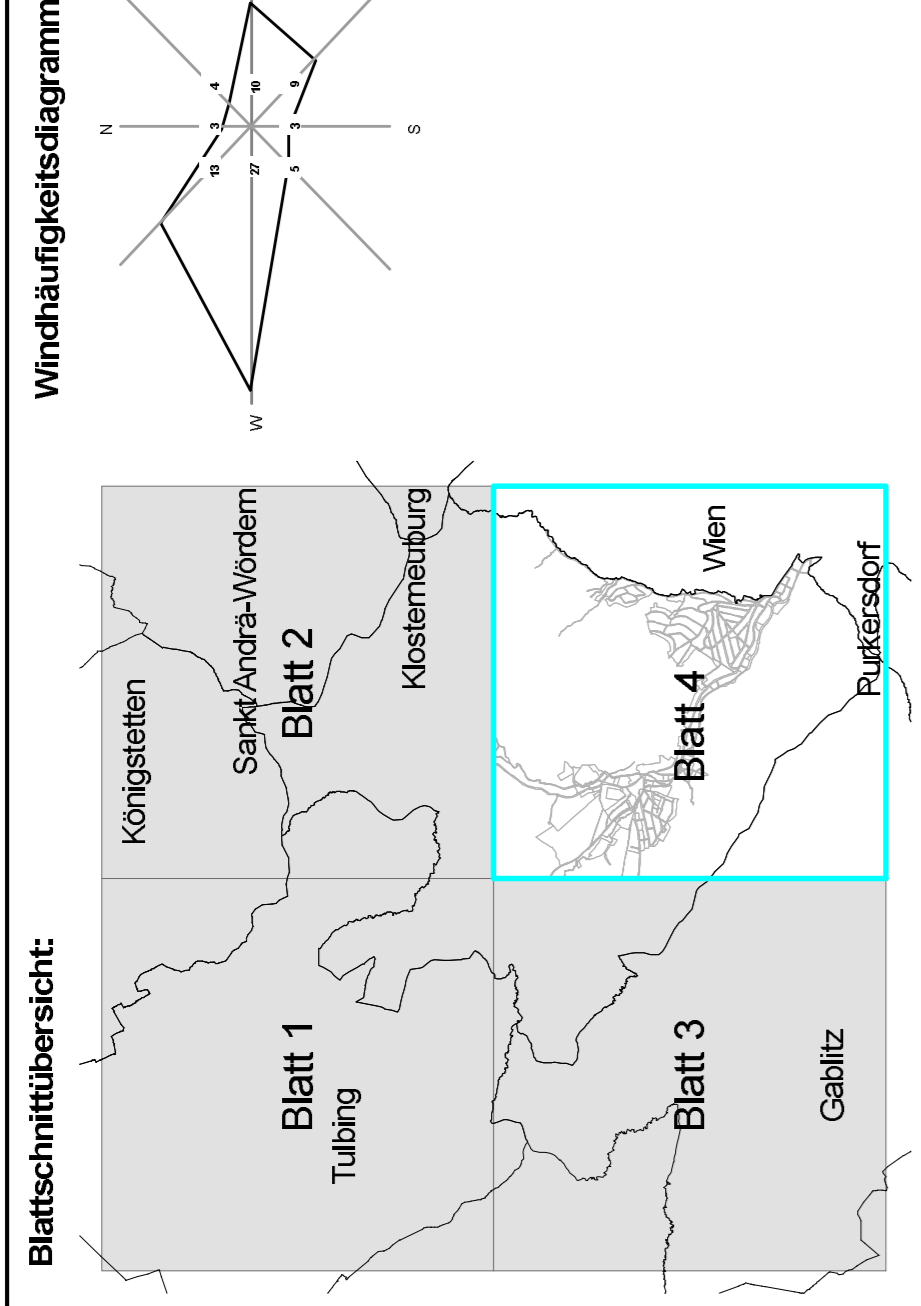 Blattschnittübersicht:
Windhäufigkeitsdiagramm
Königstetten
Sankt Andrä-Wördern
Blatt 1
Blatt 2
Tulbing
Klosterneuburg
Blatt 3
Blatt 4
Wien
Gablitz
Purkersdorf
N
13
3
4
W
27
10
5
3
9
S